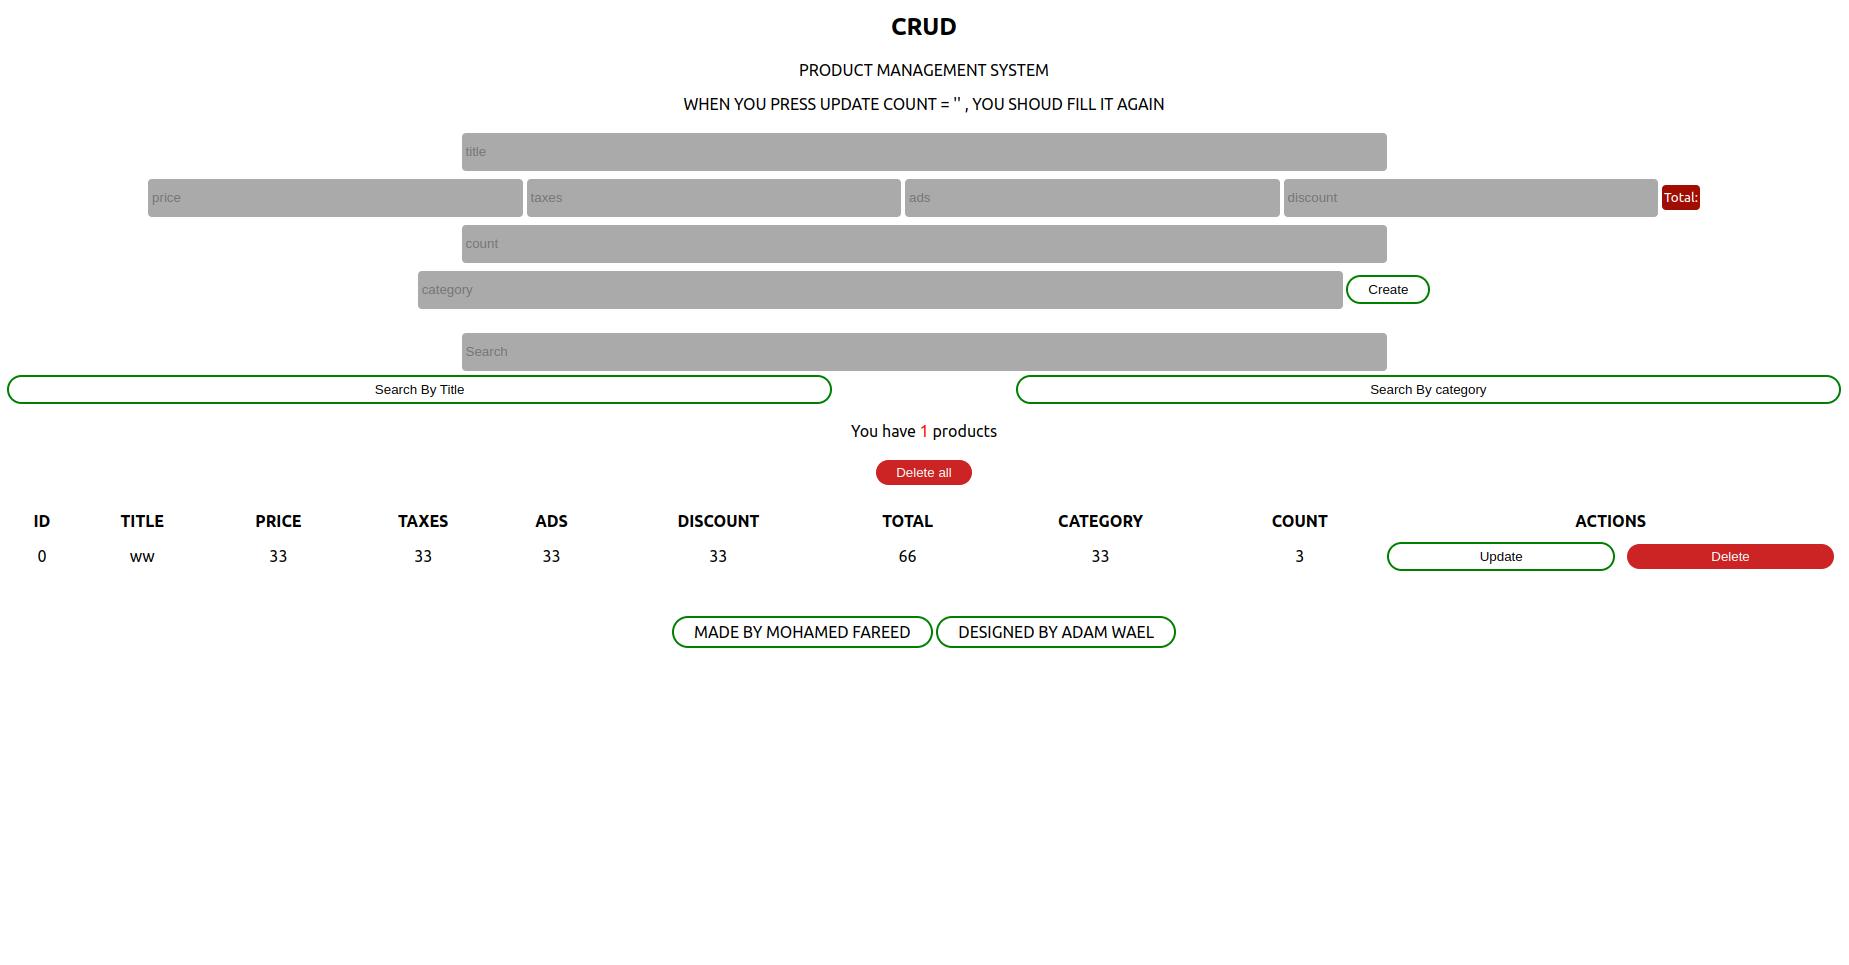 CRUD
PRODUCT MANAGEMENT SYSTEM
WHEN YOU PRESS UPDATE COUNT = '' , YOU SHOUD FILL IT AGAIN
title
price taxes ads discount Total:
count
category Create
Search
Search By Title Search By category
You have 1 products
Delete all
ID TITLE PRICE TAXES ADS DISCOUNT TOTAL CATEGORY COUNT ACTIONS
0 ww 33 33 33 33 66 33 3 Update Delete
MADE BY MOHAMED FAREED DESIGNED BY ADAM WAEL